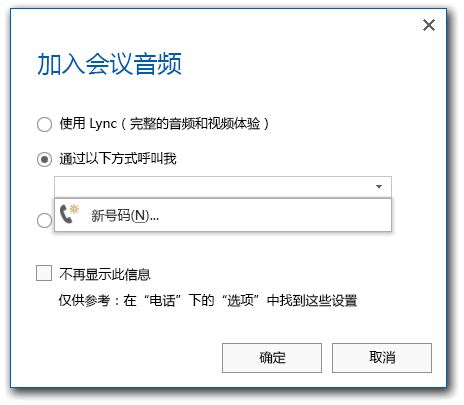 加入会议音频
使用 Lync（完整的音频和视频体验）
通过以下方式呼叫我
新号码(N)...
不再显示此信息
仅供参考：在“电话”下的“选项”中找到这些设置
确定
取消